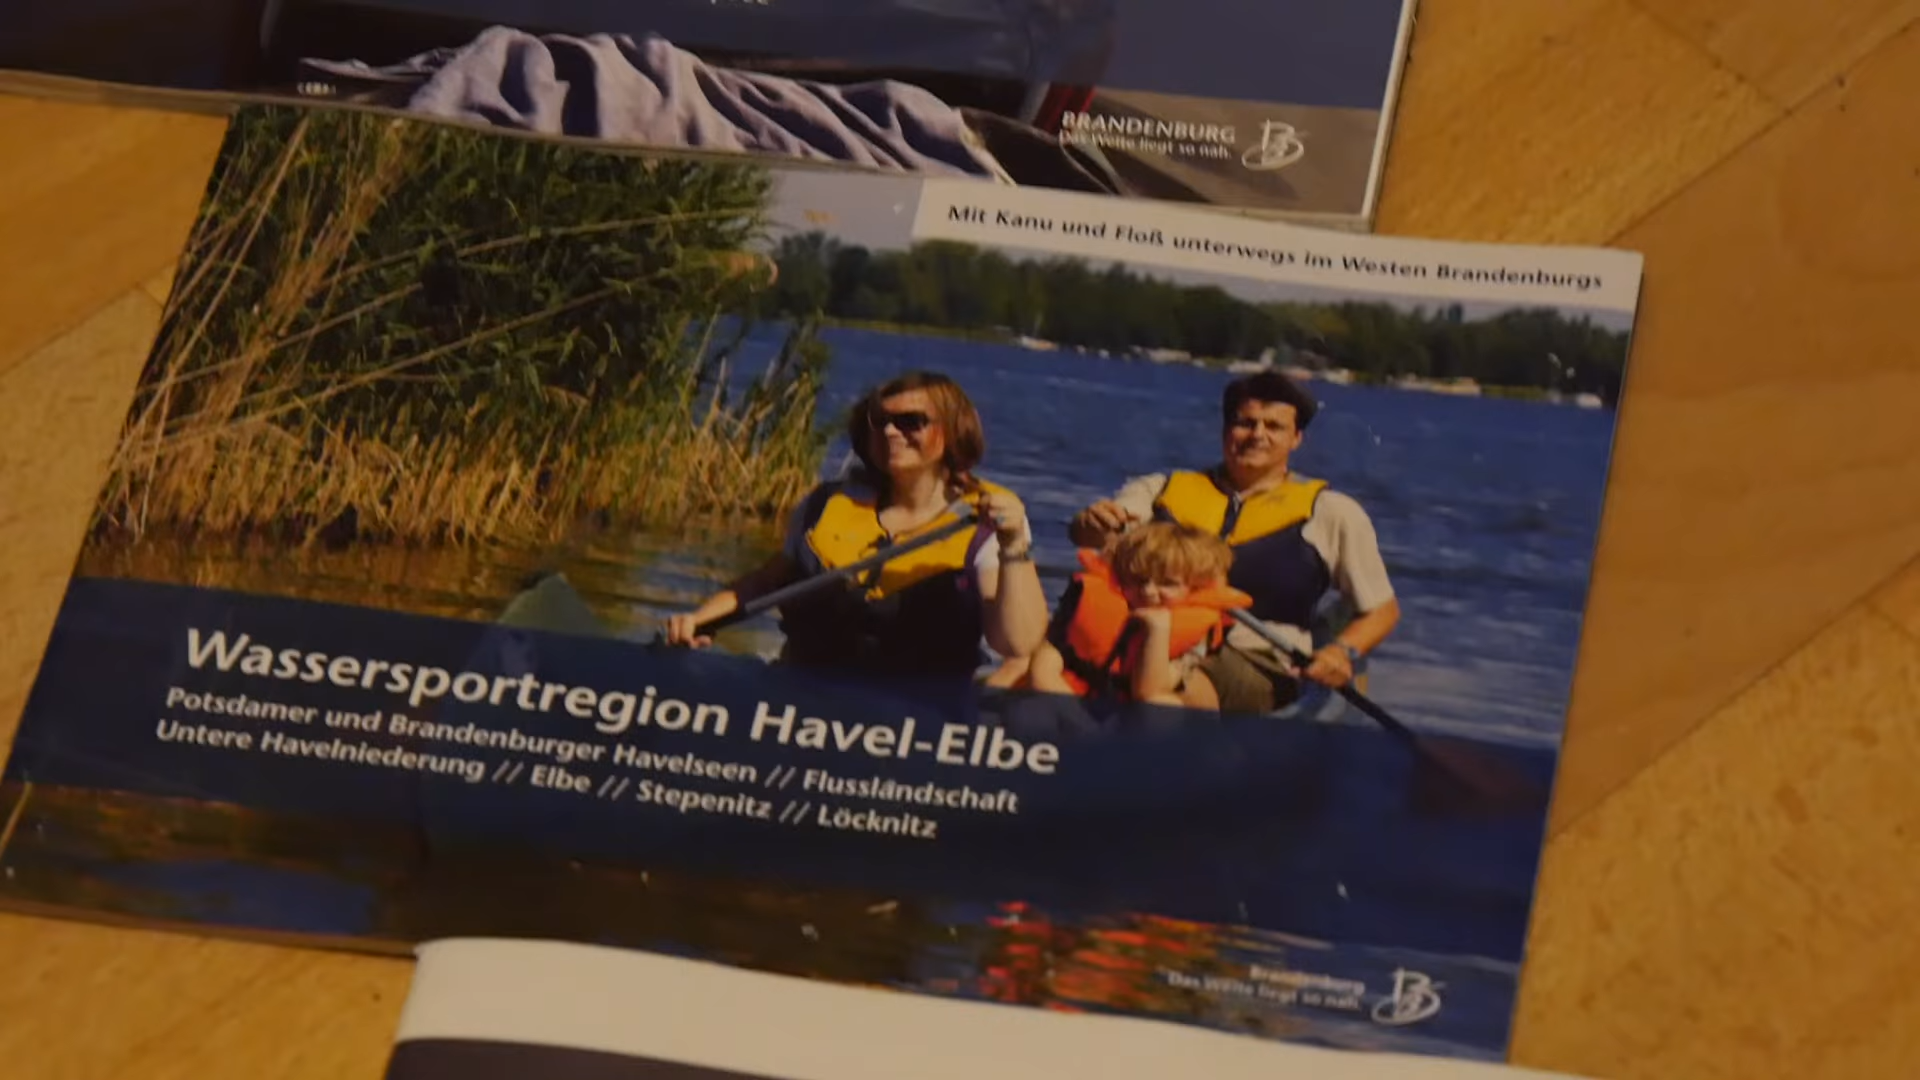 BRANDENBURG
Das Weite liegt so nah.
Mit Kanu und Floß unterwegs im Westen Brandenburgs
Wassersportregion Havel-Elbe
Potsdamer und Brandenburger Havelseen // Flusslandschaft
Untere Havelniederung // Elbe // Stepenitz // Löcknitz
Brandenburg
Das Weite liegt so nah.